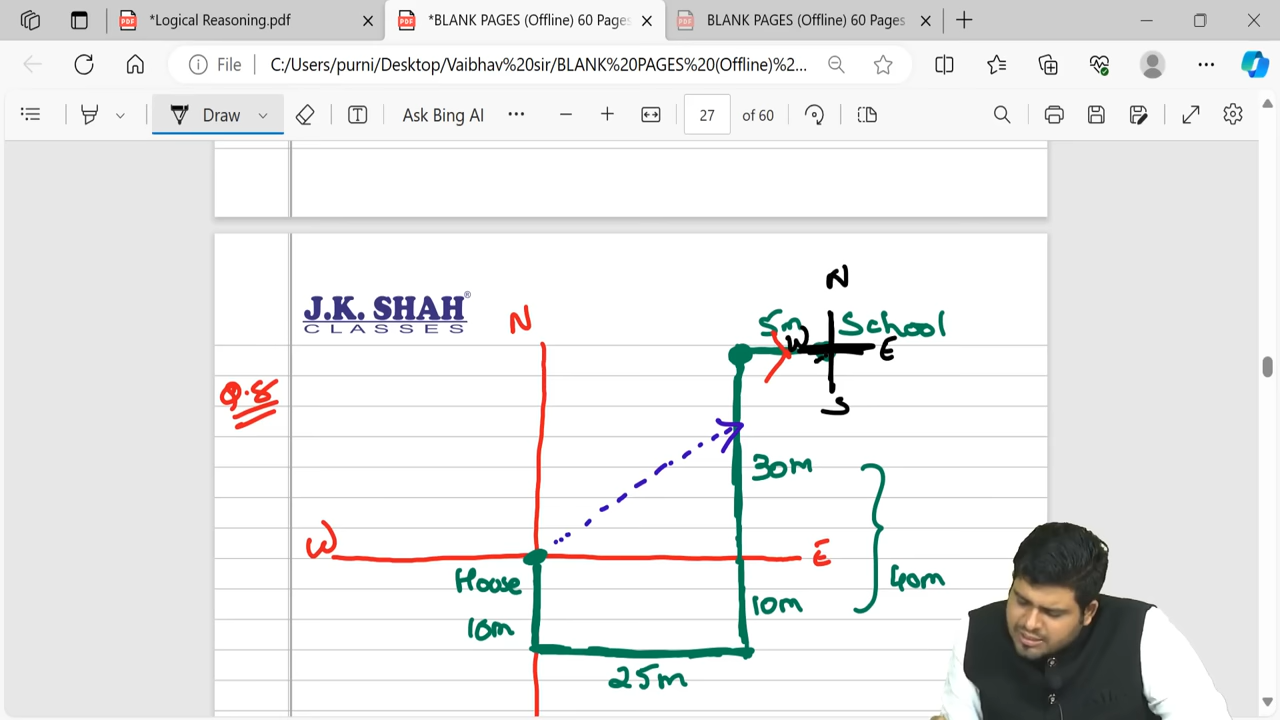 *Logical Reasoning.pdf
*BLANK PAGES (Offline) 60 Pages
BLANK PAGES (Offline) 60 Pages
File
C:/Users/purni/Desktop/Vaibhav%20sir/BLANK%20PAGES%20(Offline)%2...
Draw
Ask Bing AI
27
of 60
J.K. SHAH®
CLASSES
N
N
5m
School
W
E
S
Q.8
30m
W
E
House
40m
10m
10m
25m